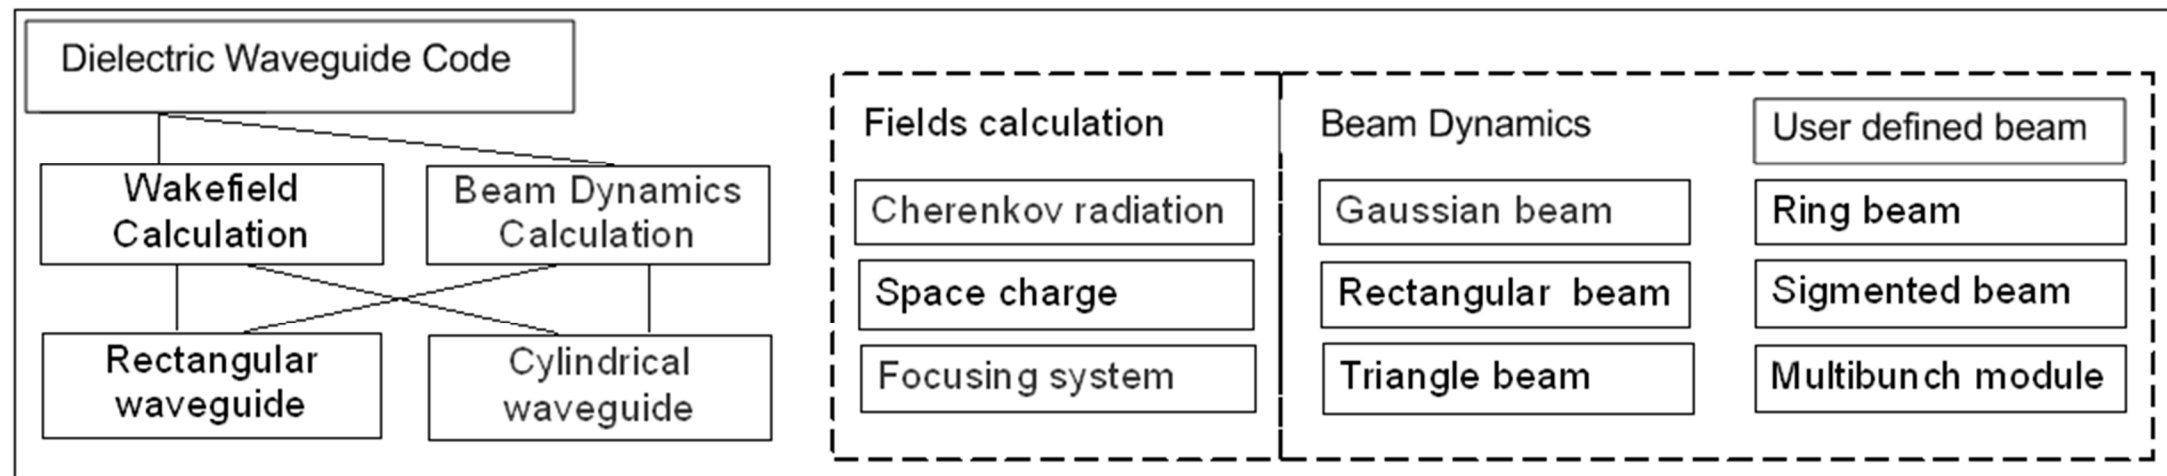 Dielectric Waveguide Code
Wakefield
Calculation
Beam Dynamics
Calculation
Rectangular
waveguide
Cylindrical
waveguide
Fields calculation
Cherenkov radiation
Space charge
Focusing system
Beam Dynamics
Gaussian beam
Rectangular beam
Triangle beam
User defined beam
Ring beam
Sigmented beam
Multibunch module